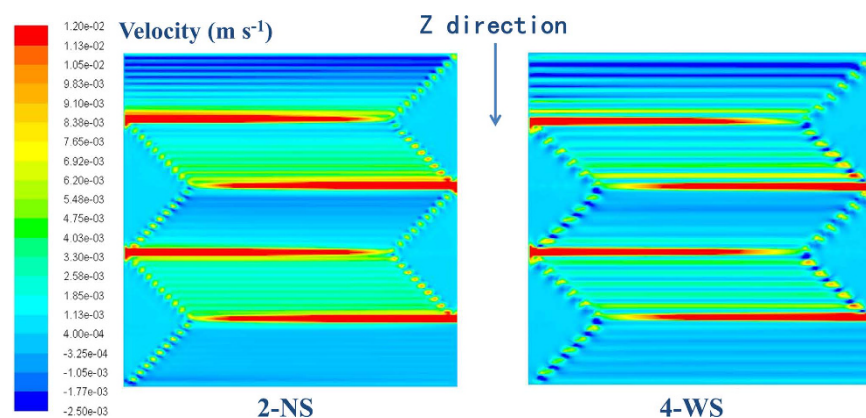 Velocity (m s-1)
Z direction
1.20e-02
1.13e-02
1.05e-02
9.83e-03
9.10e-03
8.38e-03
7.65e-03
6.92e-03
6.20e-03
5.48e-03
4.75e-03
4.03e-03
3.30e-03
2.58e-03
1.85e-03
1.13e-03
4.00e-04
-3.25e-04
-1.05e-03
-1.77e-03
-2.50e-03
2-NS
4-WS